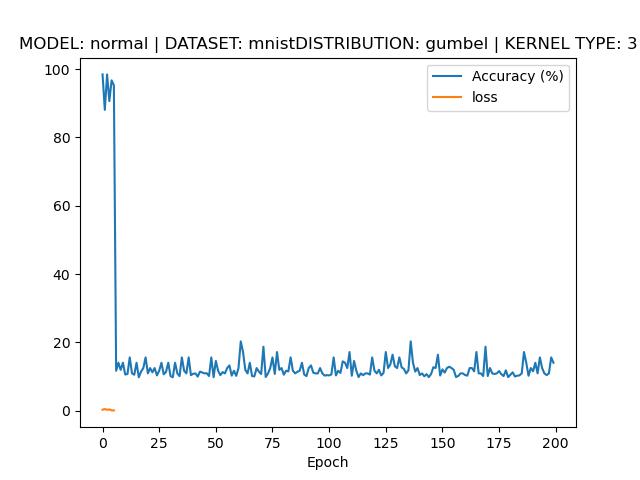 MODEL: normal | DATASET: mnistDISTRIBUTION: gumbel | KERNEL TYPE: 3
Accuracy (%)
loss
100
80
60
40
20
0
0 25 50 75 100 125 150 175 200
Epoch